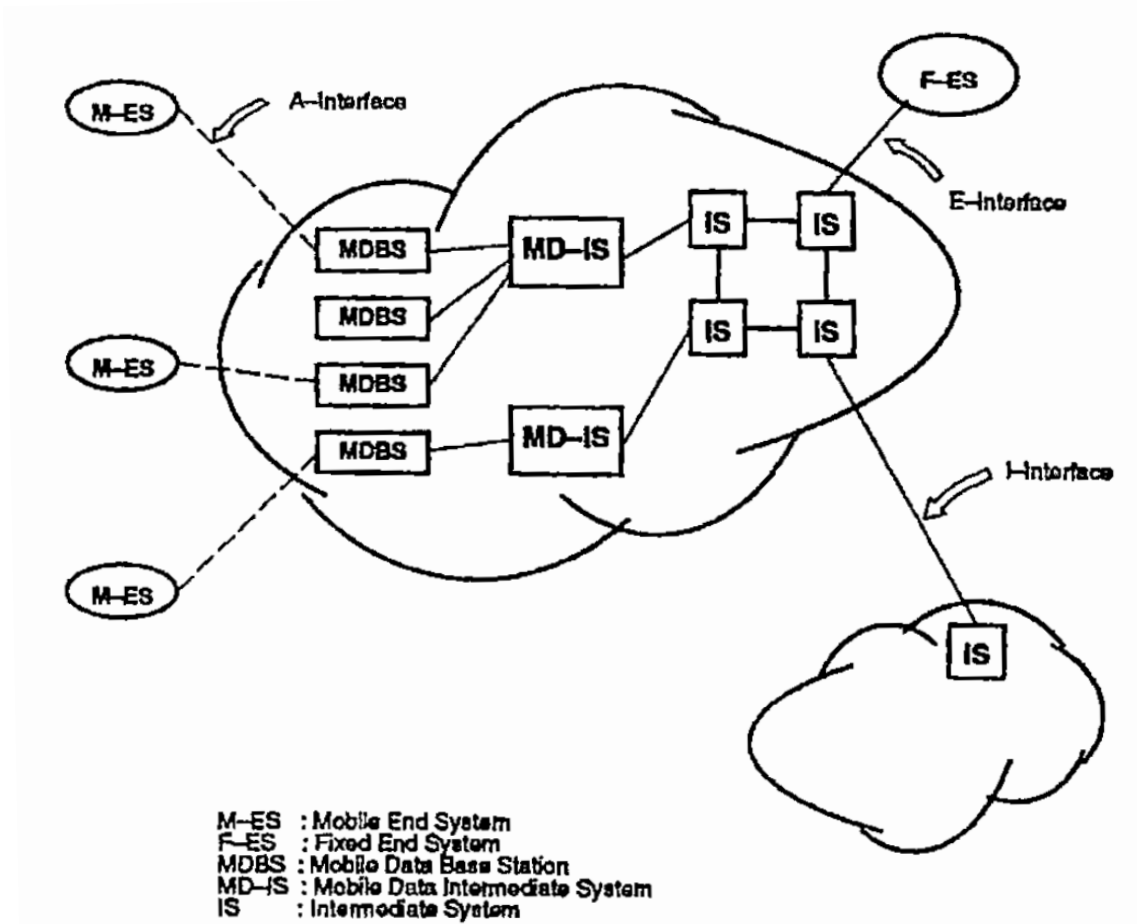 F–ES
M–ES
A–Interface
E–Interface
IS
IS
MDBS
MD–IS
MDBS
IS
IS
M–ES
MDBS
MDBS
MD–IS
I–Interface
M–ES
IS
M–ES : Mobile End System
F–ES : Fixed End System
MDBS : Mobile Data Base Station
MD–IS : Mobile Data Intermediate System
IS : Intermediate System